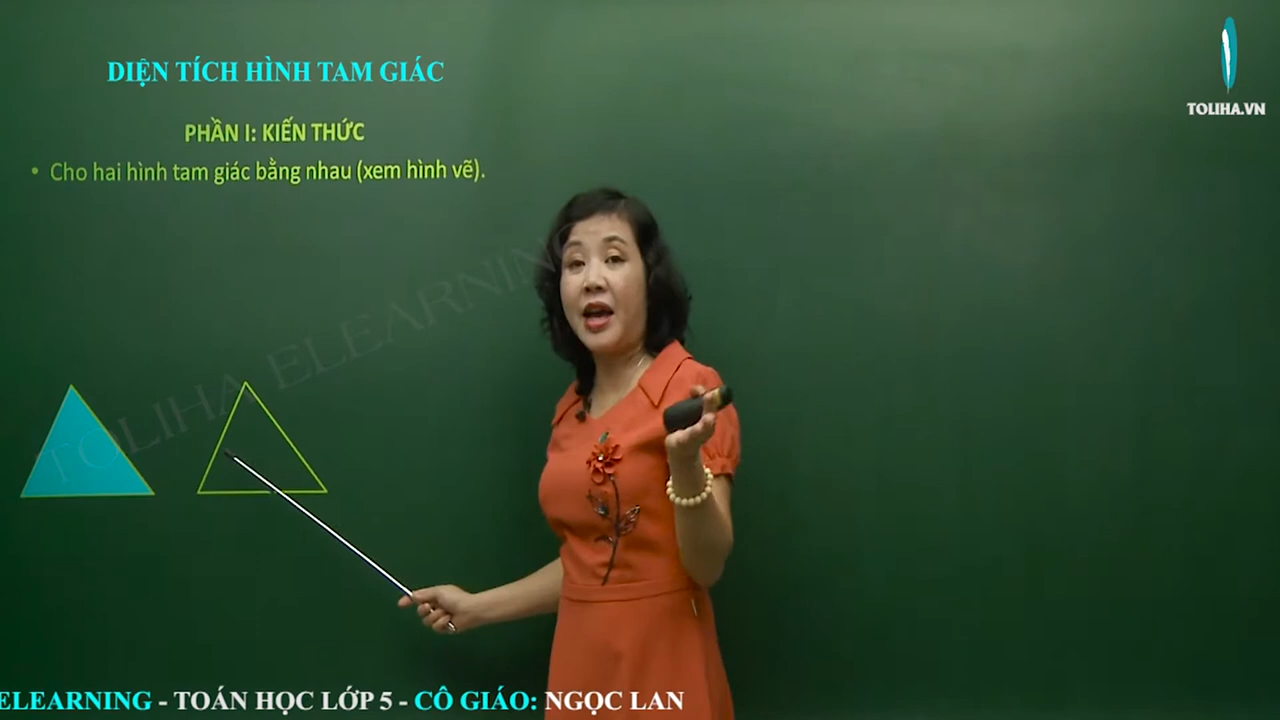 DIỆN TÍCH HÌNH TAM GIÁC
TOLIHA.VN
PHẦN I: KIẾN THỨC
• Cho hai hình tam giác bằng nhau (xem hình vẽ).
TOLIHA ELEARNING
ELEARNING - TOÁN HỌC LỚP 5 - CÔ GIÁO: NGỌC LAN